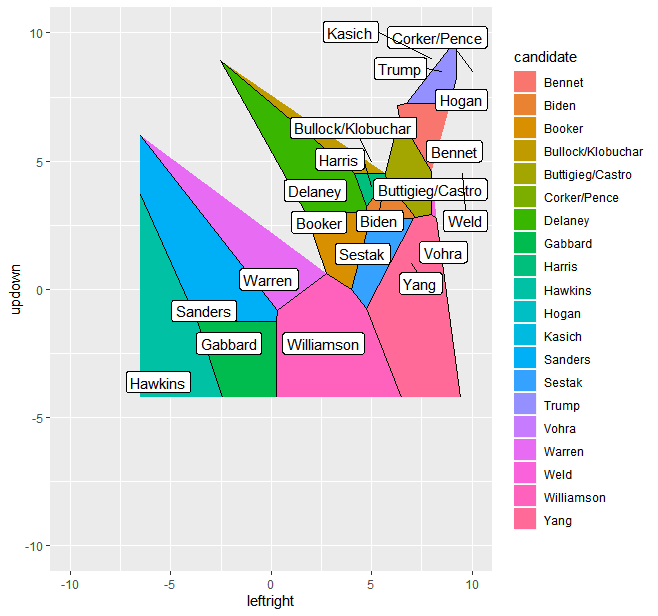 Kasich
Corker/Pence
Trump
Hogan
Bullock/Klobuchar
Harris
Bennet
Delaney
Buttigieg/Castro
Booker
Biden
Weld
Sestak
Vohra
Warren
Yang
Sanders
Gabbard
Williamson
Hawkins
10
5
0
-5
-10
updown
-10
-5
0
5
10
leftright
candidate
Bennet
Biden
Booker
Bullock/Klobuchar
Buttigieg/Castro
Corker/Pence
Delaney
Gabbard
Harris
Hawkins
Hogan
Kasich
Sanders
Sestak
Trump
Vohra
Warren
Weld
Williamson
Yang